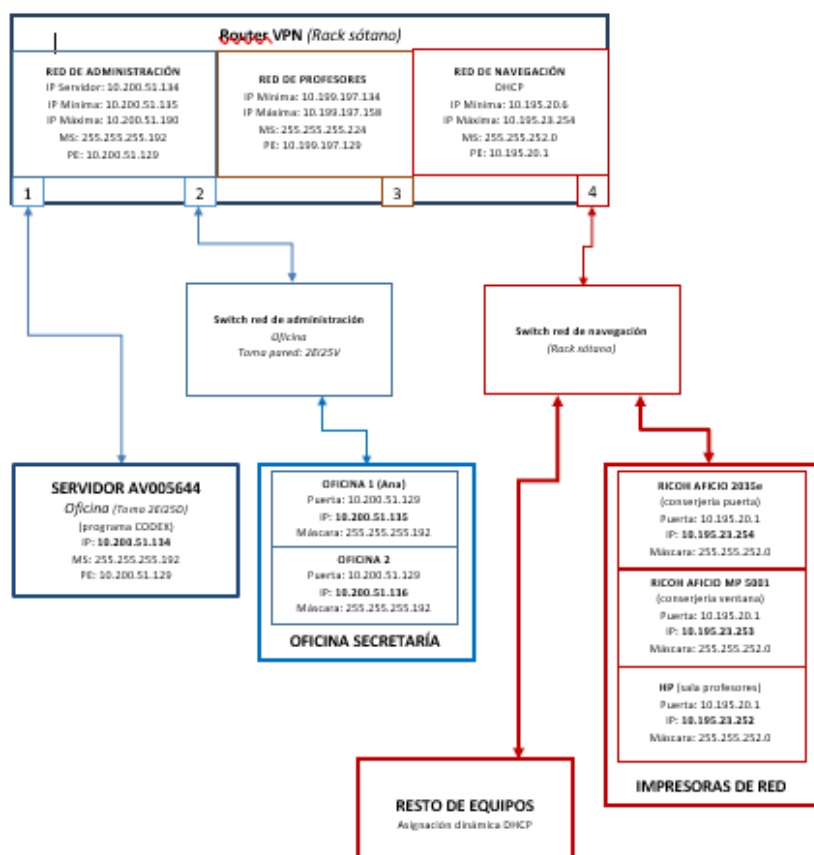 Router VPN (Rack sótano)
RED DE ADMINISTRACIÓN
IP Servidor: 10.200.51.134
IP Mínima: 10.200.51.135
IP Máxima: 10.200.51.190
MS: 255.255.255.192
PE: 10.200.51.129
RED DE PROFESORES
IP Mínima: 10.199.197.134
IP Máxima: 10.199.197.158
MS: 255.255.255.224
PE: 10.199.197.129
RED DE NAVEGACIÓN
DHCP
IP Mínima: 10.195.20.6
IP Máxima: 10.195.23.254
MS: 255.255.252.0
PE: 10.195.20.1
1
2
3
4
Switch red de administración
Oficina
Toma pared: 2E/25V
Switch red de navegación
(Rack sótano)
SERVIDOR AV005644
Oficina (Toma 2E/25D)
(programa CODEX)
IP: 10.200.51.134
MS: 255.255.255.192
PE: 10.200.51.129
OFICINA 1 (Ana)
Puerta: 10.200.51.129
IP: 10.200.51.135
Máscara: 255.255.255.192
OFICINA 2
Puerta: 10.200.51.129
IP: 10.200.51.136
Máscara: 255.255.255.192
OFICINA SECRETARÍA
RICOH AFICIO 2035e
(conserjería puerta)
Puerta: 10.195.20.1
IP: 10.195.23.254
Máscara: 255.255.252.0
RICOH AFICIO MP 5001
(conserjería ventana)
Puerta: 10.195.20.1
IP: 10.195.23.253
Máscara: 255.255.252.0
HP (sala profesores)
Puerta: 10.195.20.1
IP: 10.195.23.252
Máscara: 255.255.252.0
IMPRESORAS DE RED
RESTO DE EQUIPOS
Asignación dinámica DHCP